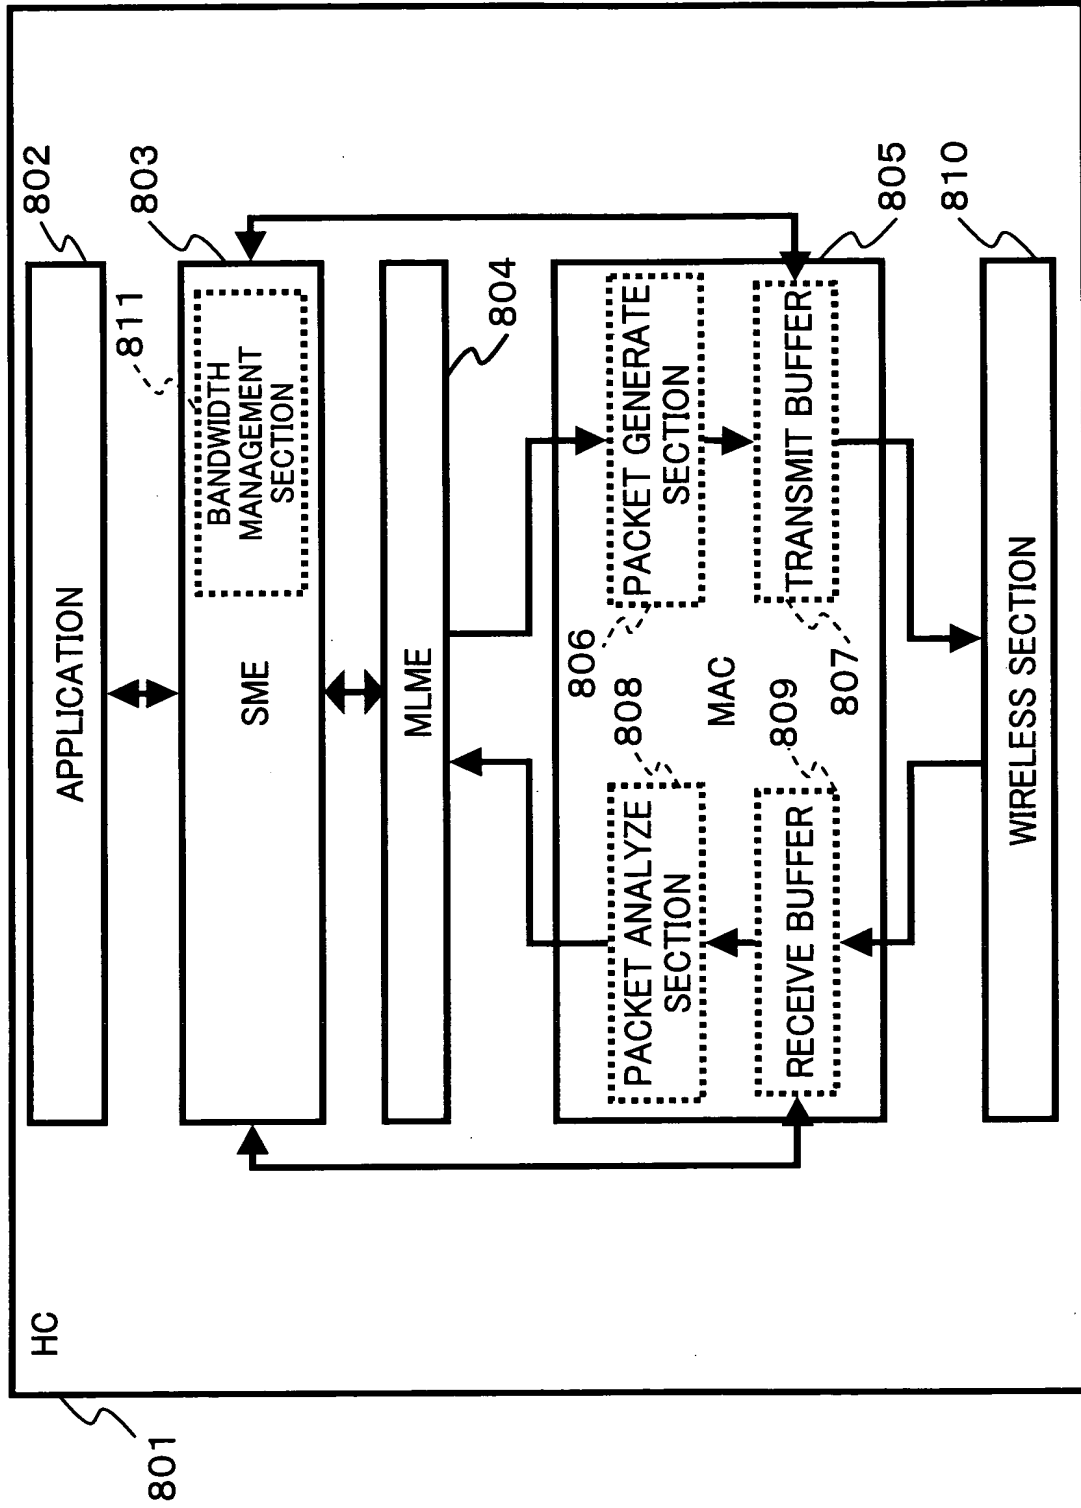 801
HC
APPLICATION
802
SME
BANDWIDTH
MANAGEMENT
SECTION
811
803
MLME
804
MAC
805
PACKET ANALYZE
SECTION
808
PACKET GENERATE
SECTION
806
RECEIVE BUFFER
809
TRANSMIT BUFFER
807
WIRELESS SECTION
810